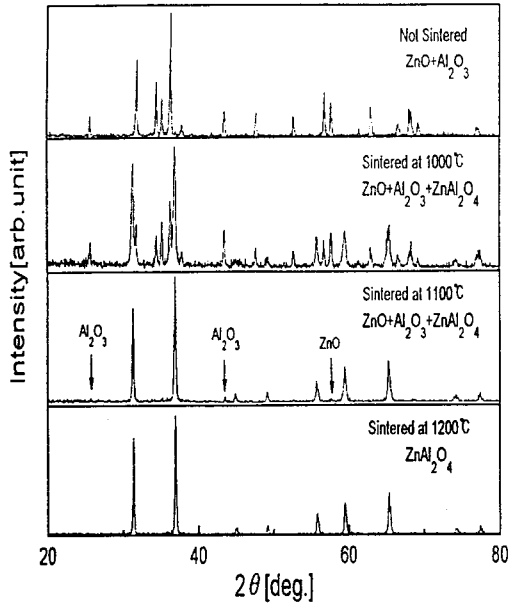 Not Sintered
ZnO+Al₂O₃
Sintered at 1000℃
ZnO+Al₂O₃+ZnAl₂O₄
Sintered at 1100℃
ZnO+Al₂O₃+ZnAl₂O₄
Al₂O₃
Al₂O₃
ZnO
Sintered at 1200℃
ZnAl₂O₄
Intensity[arb.unit]
20
40
60
80
2θ[deg.]